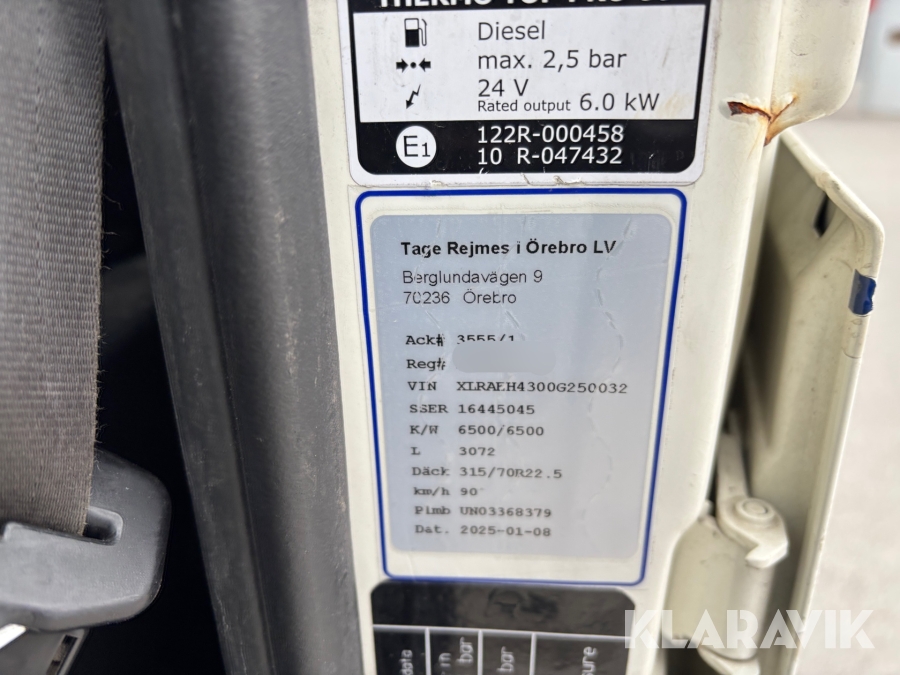 Diesel
max. 2,5 bar
24 V
Rated output 6.0 kW
E1
122R-000458
10 R-047432
Tage Rejmes i Örebro LV
Berglundavägen 9
70236 Örebro
Ack# 3555/1
Reg#
VIN XLRAEH4300G250032
SSER 16445045
K/W 6500/6500
L 3072
Däck 315/70R22.5
km/h 90
Plmb UN03368379
Dat. 2025-01-08
data
bar
bar
KLARAVIK